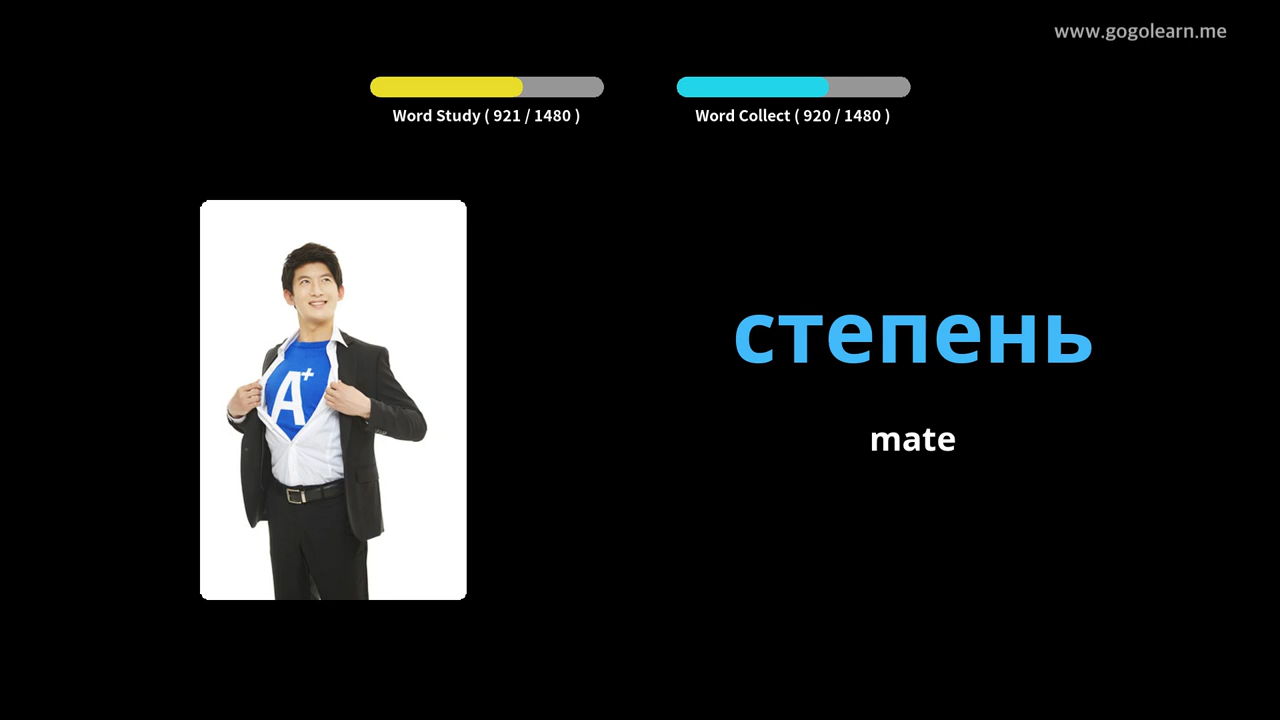 www.gogolearn.me
Word Study ( 921 / 1480 )
Word Collect ( 920 / 1480 )
A+
степень
mate